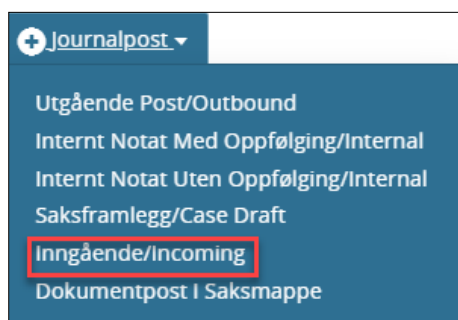 Journalpost
Utgående Post/Outbound
Internt Notat Med Oppfølging/Internal
Internt Notat Uten Oppfølging/Internal
Saksframlegg/Case Draft
Inngående/Incoming
Dokumentpost I Saksmappe